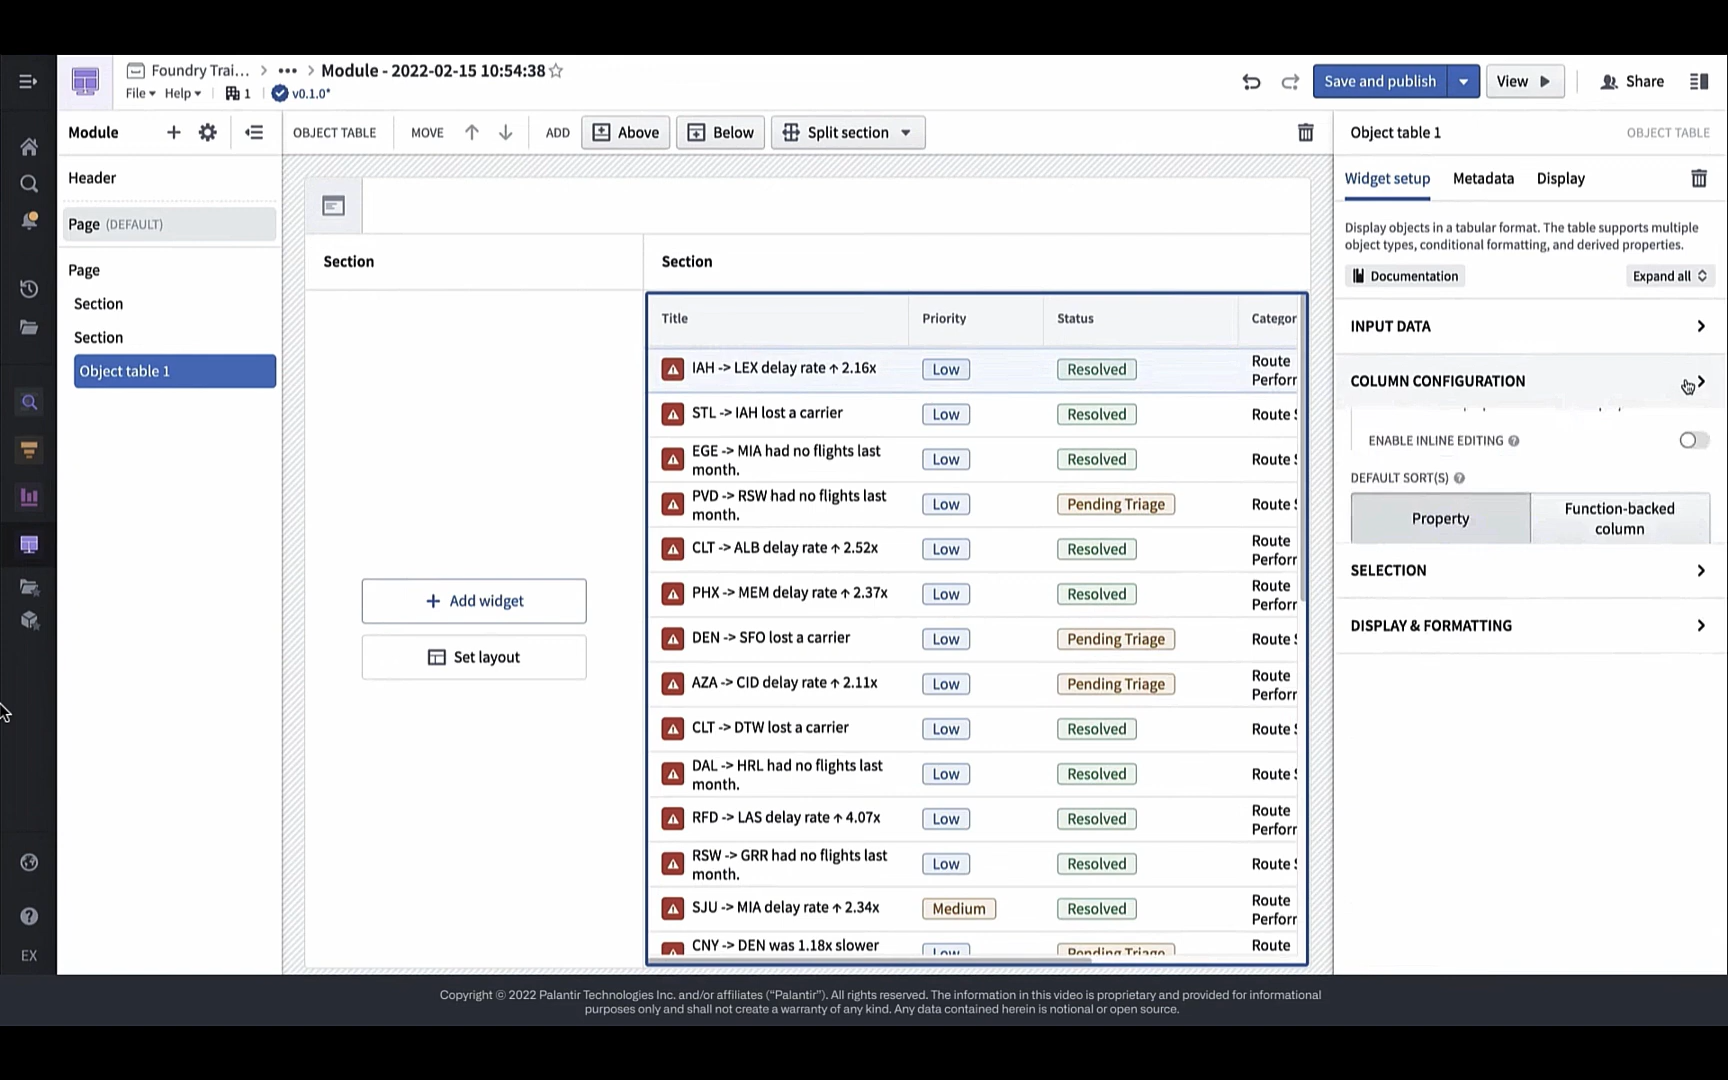 Foundry Trai... > ••• > Module - 2022-02-15 10:54:38
File Help 1 v0.1.0*
Save and publish
View
Share
Module
OBJECT TABLE
MOVE
ADD
Above
Below
Split section
Object table 1
OBJECT TABLE
Header
Page (DEFAULT)
Page
Section
Section
Object table 1
Section
Section
Add widget
Set layout
Title Priority Status Categor
IAH -> LEX delay rate ↑ 2.16x Low Resolved Route
Perforr
STL -> IAH lost a carrier Low Resolved Route
EGE -> MIA had no flights last Low Resolved Route
month.
PVD -> RSW had no flights last Low Pending Triage Route
month.
CLT -> ALB delay rate ↑ 2.52x Low Resolved Route
Perforr
PHX -> MEM delay rate ↑ 2.37x Low Resolved Route
Perforr
DEN -> SFO lost a carrier Low Pending Triage Route
AZA -> CID delay rate ↑ 2.11x Low Pending Triage Route
Perforr
CLT -> DTW lost a carrier Low Resolved Route
DAL -> HRL had no flights last Low Resolved Route
month.
RFD -> LAS delay rate ↑ 4.07x Low Resolved Route
Perforr
RSW -> GRR had no flights last Low Resolved Route
month.
SJU -> MIA delay rate ↑ 2.34x Medium Resolved Route
Perforr
CNY -> DEN was 1.18x slower Low Pending Triage Route
Widget setup Metadata Display
Display objects in a tabular format. The table supports multiple
object types, conditional formatting, and derived properties.
Documentation
Expand all
INPUT DATA
COLUMN CONFIGURATION
ENABLE INLINE EDITING
DEFAULT SORT(S)
Property
Function-backed
column
SELECTION
DISPLAY & FORMATTING
EX
Copyright © 2022 Palantir Technologies Inc. and/or affiliates (“Palantir”). All rights reserved. The information in this video is proprietary and provided for informational
purposes only and shall not create a warranty of any kind. Any data contained herein is notional or open source.